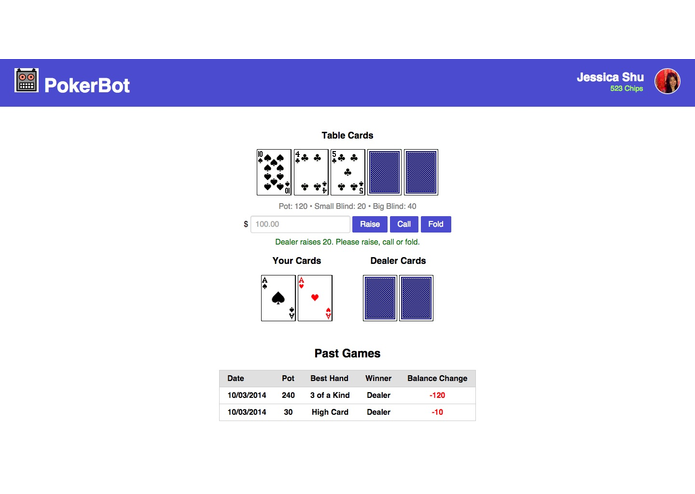 PokerBot
Jessica Shu
523 Chips
Table Cards
10 4 5
10 4 5
Pot: 120 • Small Blind: 20 • Big Blind: 40
$ 100.00 Raise Call Fold
Dealer raises 20. Please raise, call or fold.
Your Cards Dealer Cards
A A
A A
Past Games
Date Pot Best Hand Winner Balance Change
10/03/2014 240 3 of a Kind Dealer -120
10/03/2014 30 High Card Dealer -10